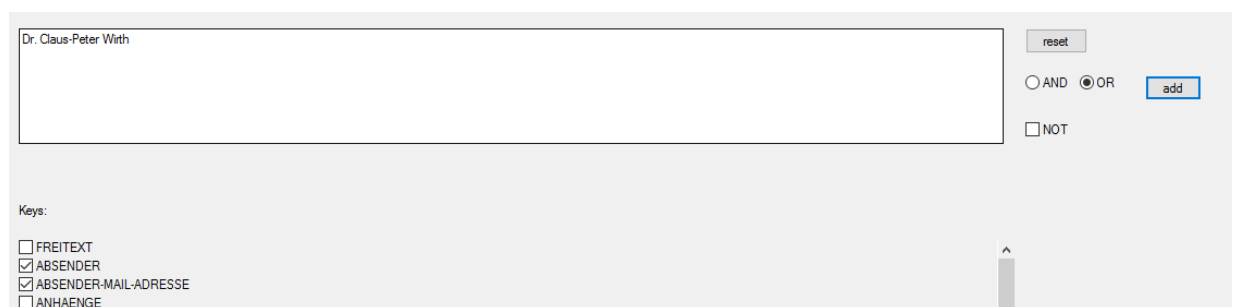 Dr. Claus-Peter Wirth
reset
AND OR
add
NOT
Keys:
FREITEXT
ABSENDER
ABSENDER-MAIL-ADRESSE
ANHAENGE